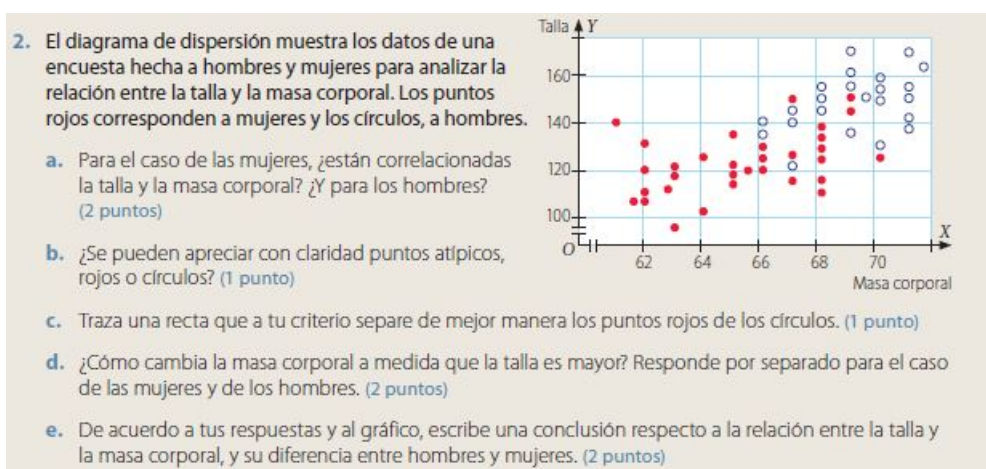 2. El diagrama de dispersión muestra los datos de una
encuesta hecha a hombres y mujeres para analizar la
relación entre la talla y la masa corporal. Los puntos
rojos corresponden a mujeres y los círculos, a hombres.
a. Para el caso de las mujeres, ¿están correlacionadas
la talla y la masa corporal? ¿Y para los hombres?
(2 puntos)
b. ¿Se pueden apreciar con claridad puntos atípicos,
rojos o círculos? (1 punto)
Talla Y
160
140
120
100
O
62 64 66 68 70
X
Masa corporal
c. Traza una recta que a tu criterio separe de mejor manera los puntos rojos de los círculos. (1 punto)
d. ¿Cómo cambia la masa corporal a medida que la talla es mayor? Responde por separado para el caso
de las mujeres y de los hombres. (2 puntos)
e. De acuerdo a tus respuestas y al gráfico, escribe una conclusión respecto a la relación entre la talla y
la masa corporal, y su diferencia entre hombres y mujeres. (2 puntos)